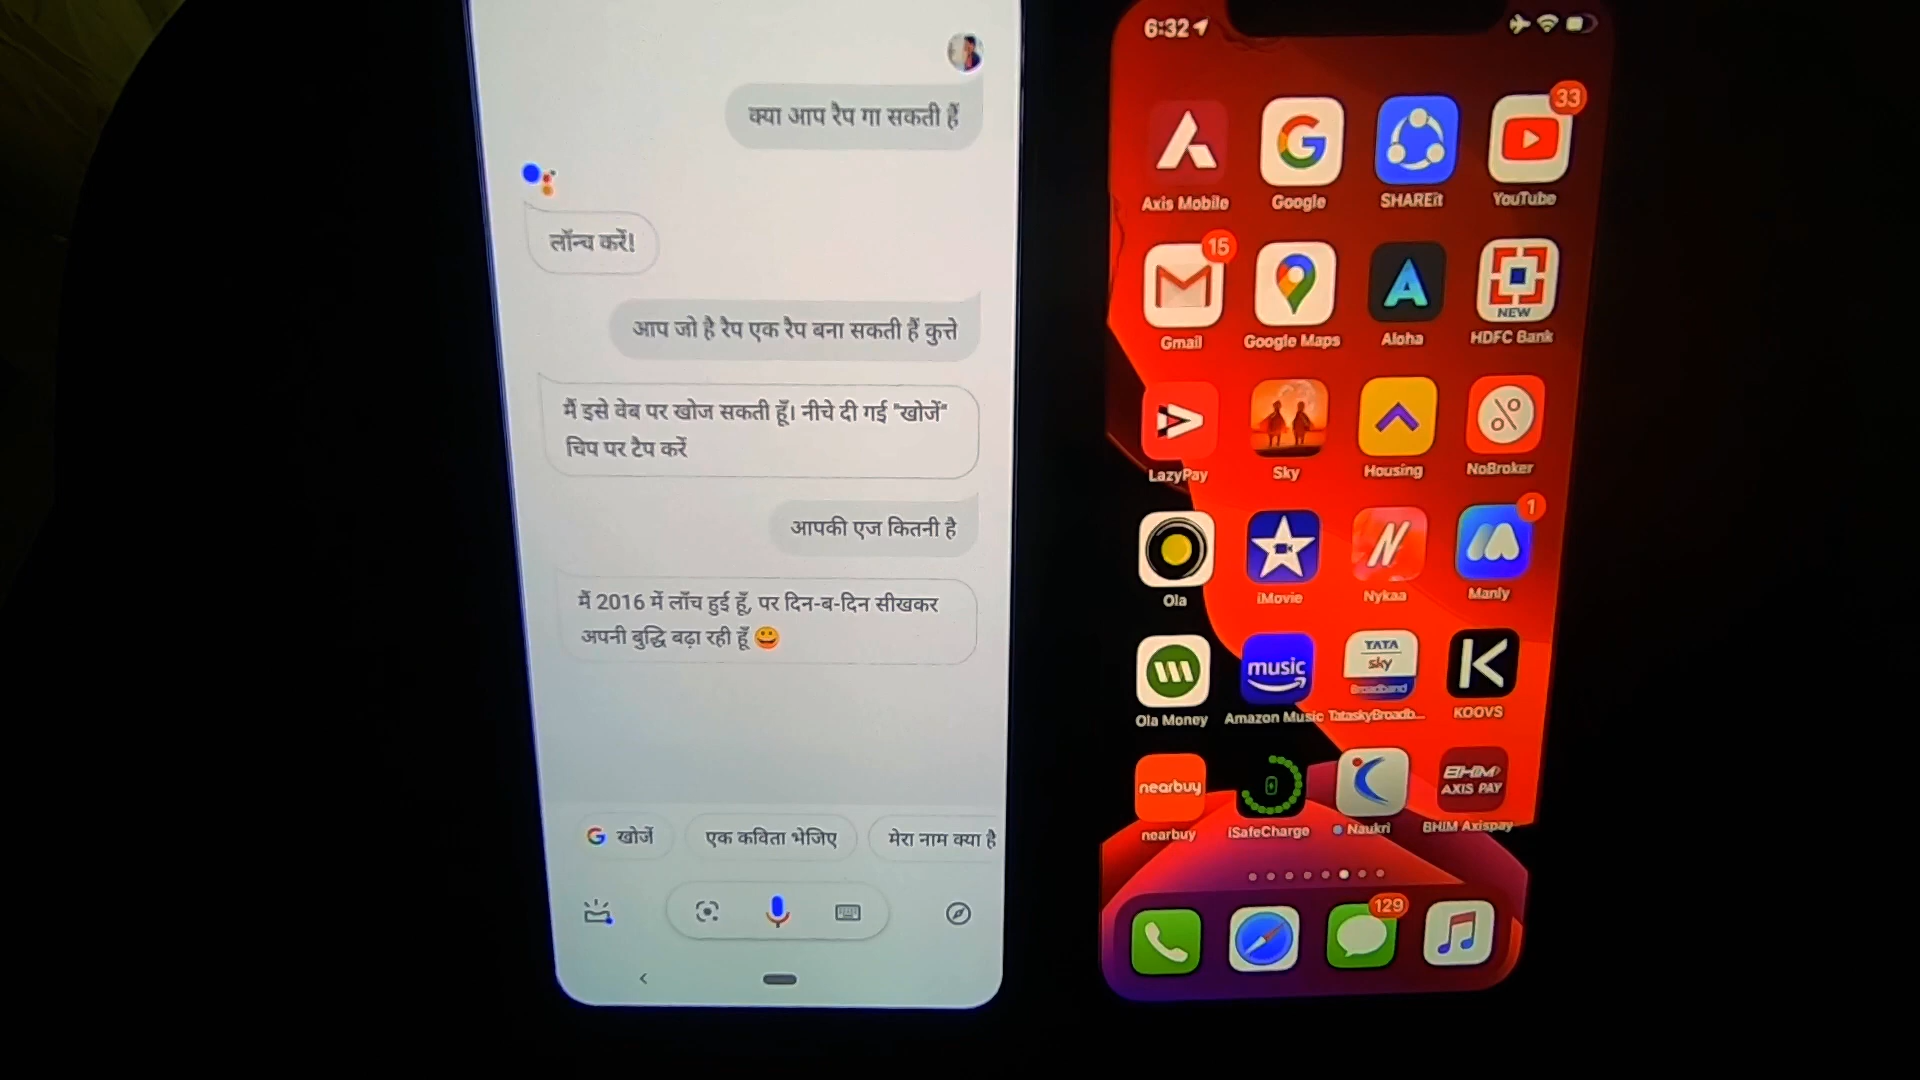 क्या आप रैप गा सकती हैं
लॉन्च करें!
आप जो है रैप एक रैप बना सकती हैं कुत्ते
मैं इसे वेब पर खोज सकती हूँ। नीचे दी गई "खोजें"
चिप पर टैप करें
आपकी एज कितनी है
मैं 2016 में लॉंच हुई हूँ, पर दिन-ब-दिन सीखकर
अपनी बुद्धि बढ़ा रही हूँ
खोजें
एक कविता भेजिए
मेरा नाम क्या है
6:32
33
Axis Mobile
Google
SHAREit
YouTube
15
NEW
Gmail
Google Maps
Aloha
HDFC Bank
LazyPay
Sky
Housing
NoBroker
1
Ola
iMovie
Nykaa
Manly
music
TATA
sky
Broadband
Ola Money
Amazon Music
TataskyBroadb...
KOOVS
nearbuy
BHIM
AXIS PAY
nearbuy
iSafeCharge
Naukri
BHIM Axispay
129